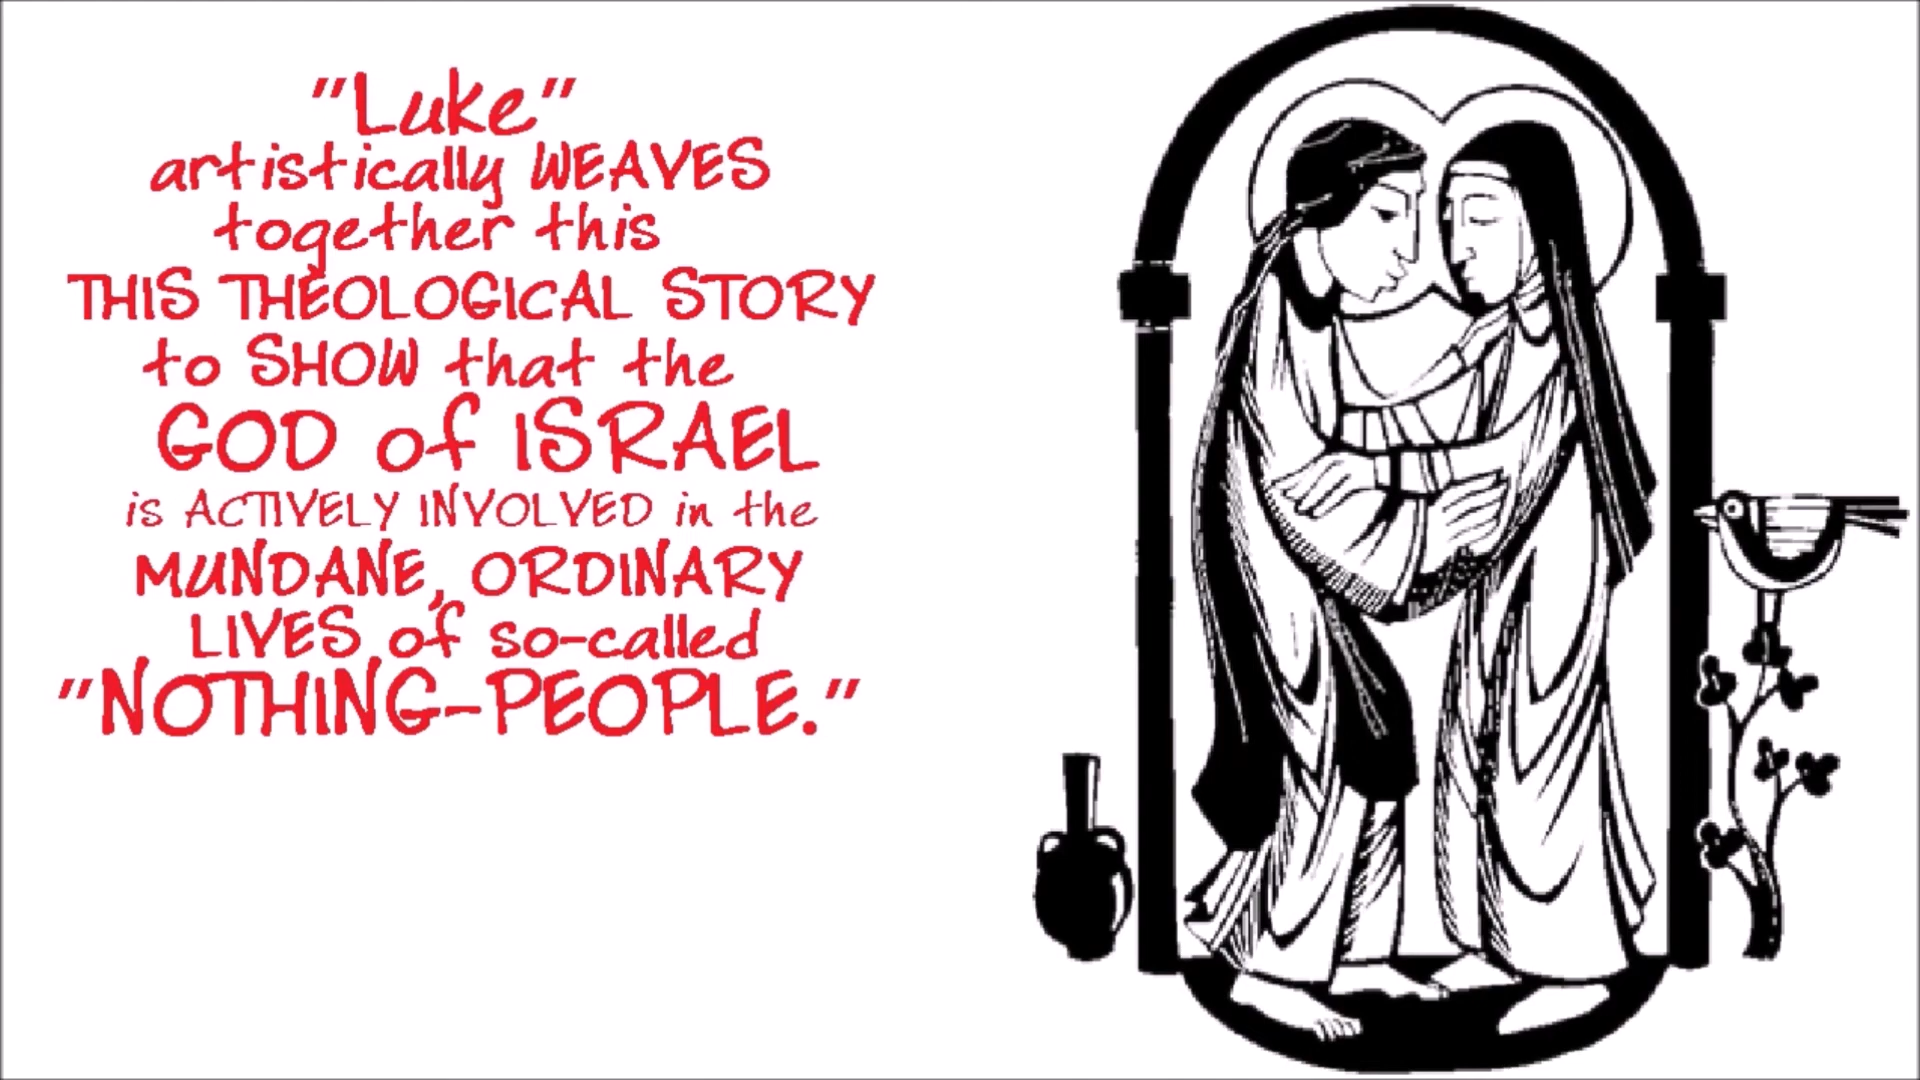 "Luke"
artistically WEAVES
together this
THIS THEOLOGICAL STORY
to SHOW that the
GOD of ISRAEL
is ACTIVELY INVOLVED in the
MUNDANE, ORDINARY
LIVES of so-called
"NOTHING-PEOPLE."